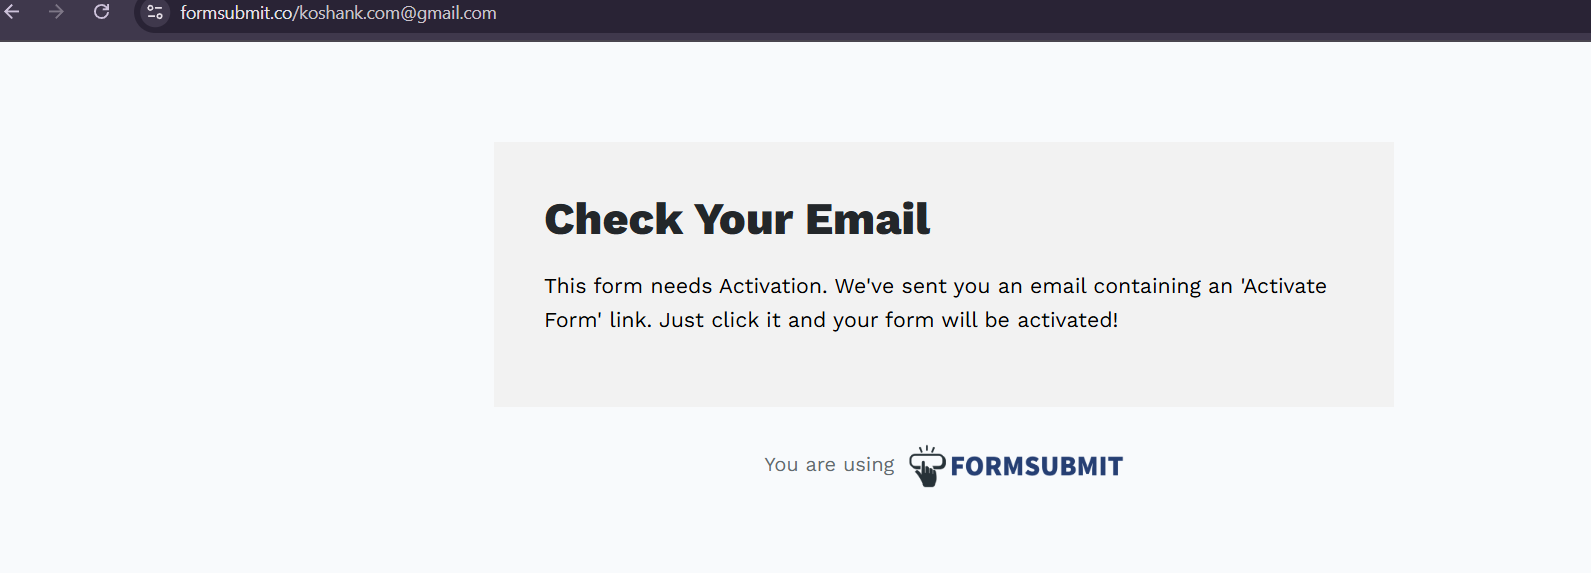 formsubmit.co/koshank.com@gmail.com
Check Your Email
This form needs Activation. We've sent you an email containing an 'Activate
Form' link. Just click it and your form will be activated!
You are using FORMSUBMIT